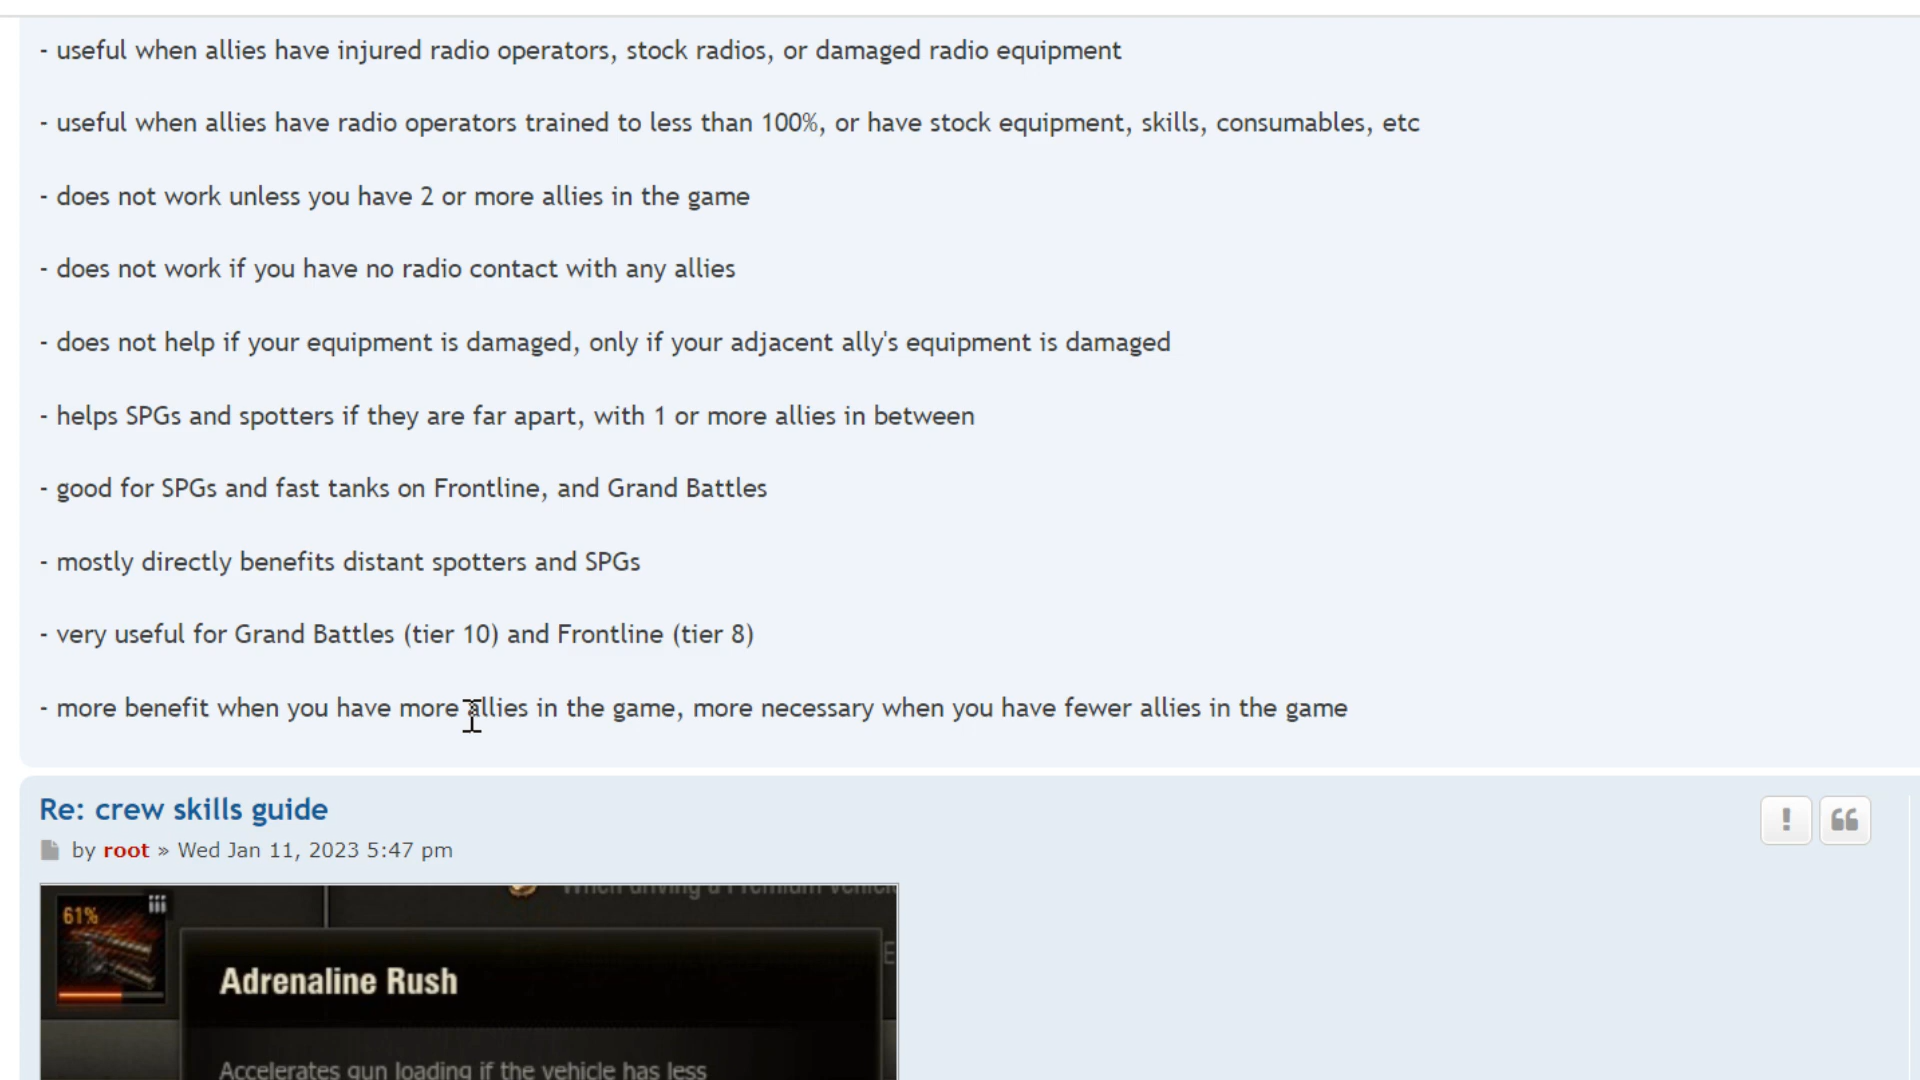 - useful when allies have injured radio operators, stock radios, or damaged radio equipment
- useful when allies have radio operators trained to less than 100%, or have stock equipment, skills, consumables, etc
- does not work unless you have 2 or more allies in the game
- does not work if you have no radio contact with any allies
- does not help if your equipment is damaged, only if your adjacent ally's equipment is damaged
- helps SPGs and spotters if they are far apart, with 1 or more allies in between
- good for SPGs and fast tanks on Frontline, and Grand Battles
- mostly directly benefits distant spotters and SPGs
- very useful for Grand Battles (tier 10) and Frontline (tier 8)
- more benefit when you have more allies in the game, more necessary when you have fewer allies in the game
Re: crew skills guide
by root » Wed Jan 11, 2023 5:47 pm
When driving a Premium vehicle
61%
Adrenaline Rush
Accelerates gun loading if the vehicle has less